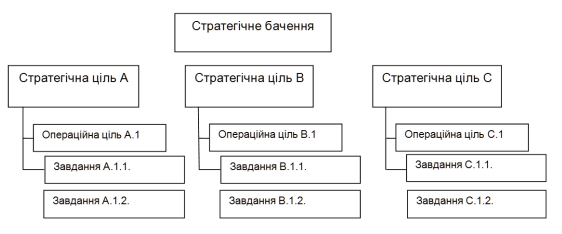 Стратегічне бачення
Стратегічна ціль А
Стратегічна ціль В
Стратегічна ціль С
Операційна ціль А.1
Операційна ціль В.1
Операційна ціль С.1
Завдання А.1.1.
Завдання В.1.1.
Завдання С.1.1.
Завдання А.1.2.
Завдання В.1.2.
Завдання С.1.2.